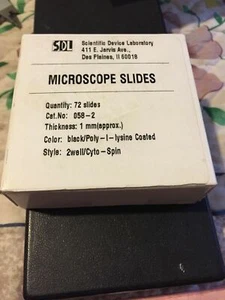 SDL
Scientific Device Laboratory
411 E. Jarvis Ave.,
Des Plaines, Il 60018
MICROSCOPE SLIDES
Quantity: 72 slides
Cat.No: 058-2
Thickness: 1 mm(approx.)
Color: black/Poly-l-lysine Coated
Style: 2well/Cyto-Spin